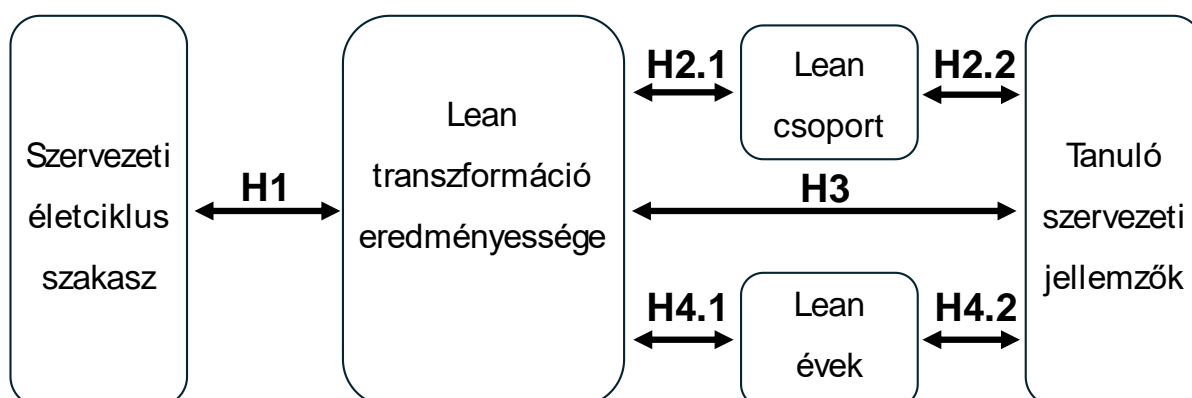 Szervezeti
életciklus
szakasz
H1
Lean
transzformáció
eredményessége
H2.1
Lean
csoport
H2.2
H3
H4.1
Lean
évek
H4.2
Tanuló
szervezeti
jellemzők